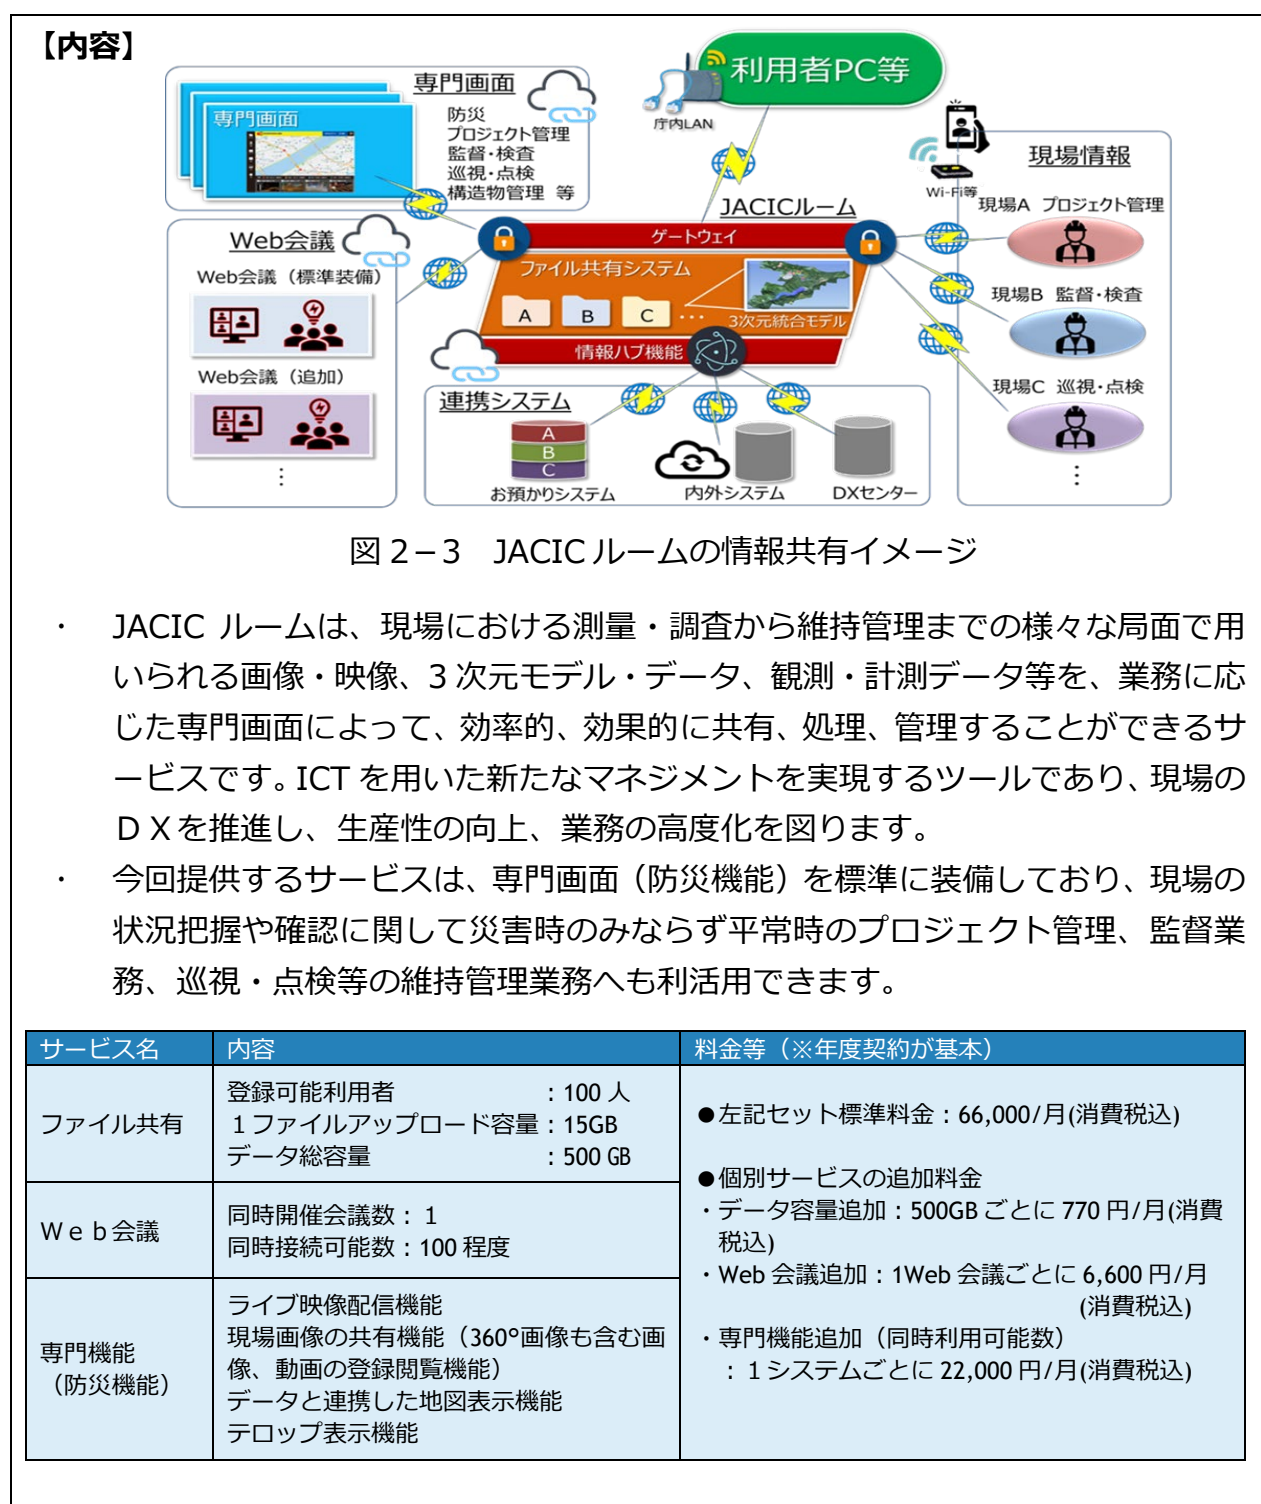 【内容】
利用者PC等
庁内LAN
専門画面
専門画面
防災
プロジェクト管理
監督・検査
巡視・点検
構造物管理 等
Wi-Fi等
現場情報
現場A プロジェクト管理
現場B 監督・検査
現場C 巡視・点検
⋮
Web会議
Web会議（標準装備）
Web会議（追加）
⋮
JACICルーム
ゲートウェイ
ファイル共有システム
A B C …
3次元統合モデル
情報ハブ機能
連携システム
A
B
C
お預かりシステム
内外システム
DXセンター
図２−３ JACIC ルームの情報共有イメージ
・ JACIC ルームは、現場における測量・調査から維持管理までの様々な局面で用
いられる画像・映像、３次元モデル・データ、観測・計測データ等を、業務に応
じた専門画面によって、効率的、効果的に共有、処理、管理することができるサ
ービスです。ICT を用いた新たなマネジメントを実現するツールであり、現場の
ＤＸを推進し、生産性の向上、業務の高度化を図ります。
・ 今回提供するサービスは、専門画面（防災機能）を標準に装備しており、現場の
状況把握や確認に関して災害時のみならず平常時のプロジェクト管理、監督業
務、巡視・点検等の維持管理業務へも利活用できます。
サービス名 内容 料金等（※年度契約が基本）
ファイル共有
登録可能利用者 ：100 人
１ファイルアップロード容量：15GB
データ総容量 ：500 GB
Ｗｅｂ会議
同時開催会議数：１
同時接続可能数：100 程度
専門機能
（防災機能）
ライブ映像配信機能
現場画像の共有機能（360°画像も含む画
像、動画の登録閲覧機能）
データと連携した地図表示機能
テロップ表示機能
●左記セット標準料金：66,000/月(消費税込)
●個別サービスの追加料金
・データ容量追加：500GB ごとに 770 円/月(消費
税込)
・Web 会議追加：1Web 会議ごとに 6,600 円/月
(消費税込)
・専門機能追加（同時利用可能数）
：１システムごとに 22,000 円/月(消費税込)